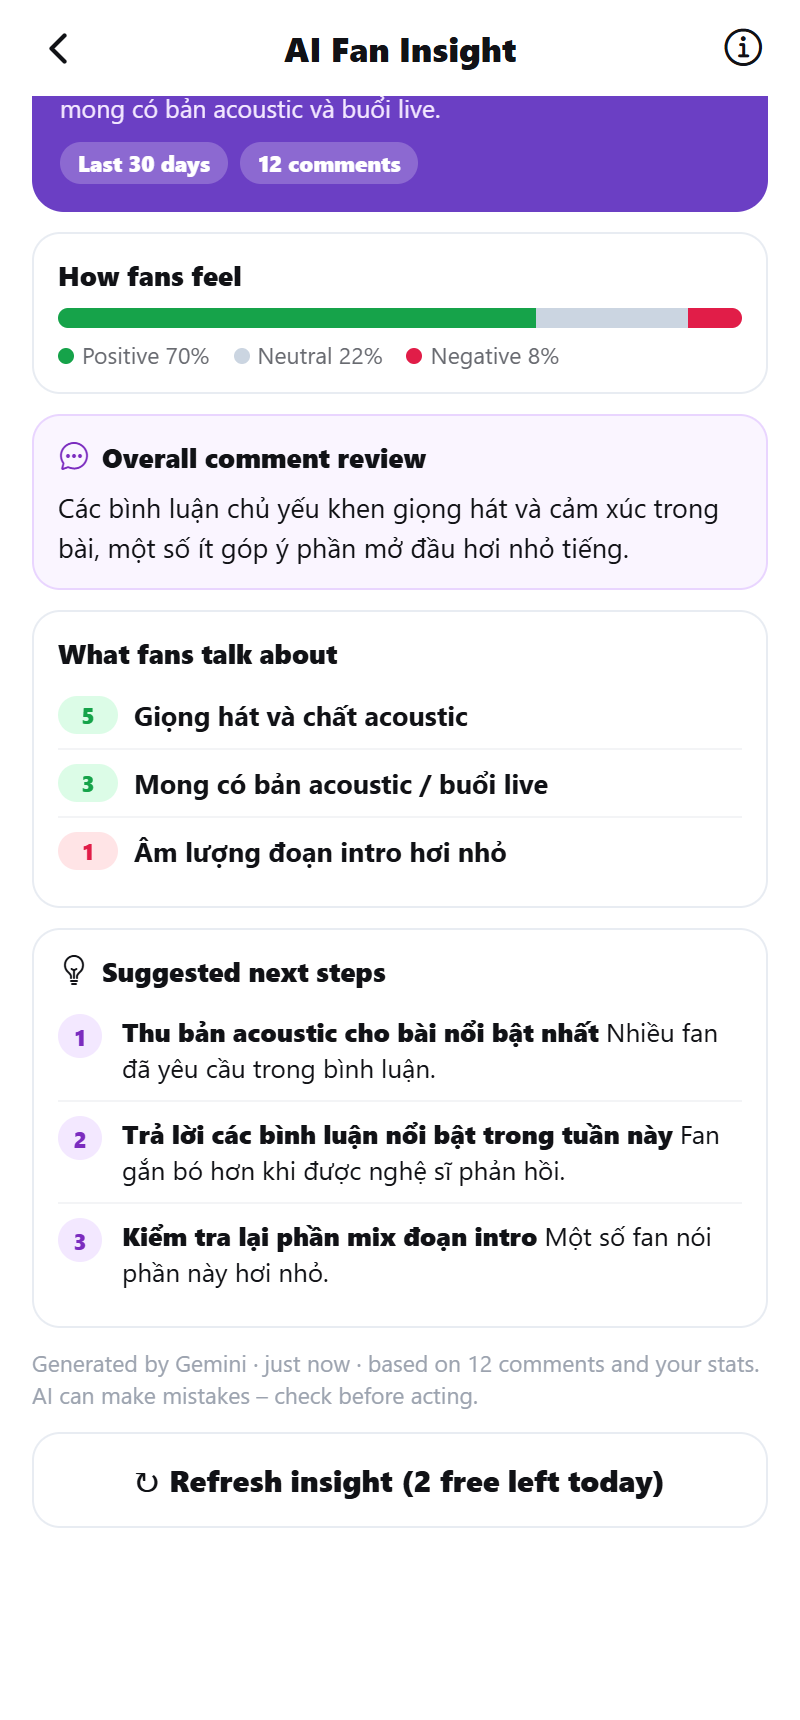 AI Fan Insight
mong có bản acoustic và buổi live.
Last 30 days 12 comments
How fans feel
Positive 70% Neutral 22% Negative 8%
Overall comment review
Các bình luận chủ yếu khen giọng hát và cảm xúc trong
bài, một số ít góp ý phần mở đầu hơi nhỏ tiếng.
What fans talk about
5 Giọng hát và chất acoustic
3 Mong có bản acoustic / buổi live
1 Âm lượng đoạn intro hơi nhỏ
Suggested next steps
1 Thu bản acoustic cho bài nổi bật nhất Nhiều fan
đã yêu cầu trong bình luận.
2 Trả lời các bình luận nổi bật trong tuần này Fan
gắn bó hơn khi được nghệ sĩ phản hồi.
3 Kiểm tra lại phần mix đoạn intro Một số fan nói
phần này hơi nhỏ.
Generated by Gemini · just now · based on 12 comments and your stats.
AI can make mistakes – check before acting.
↻ Refresh insight (2 free left today)